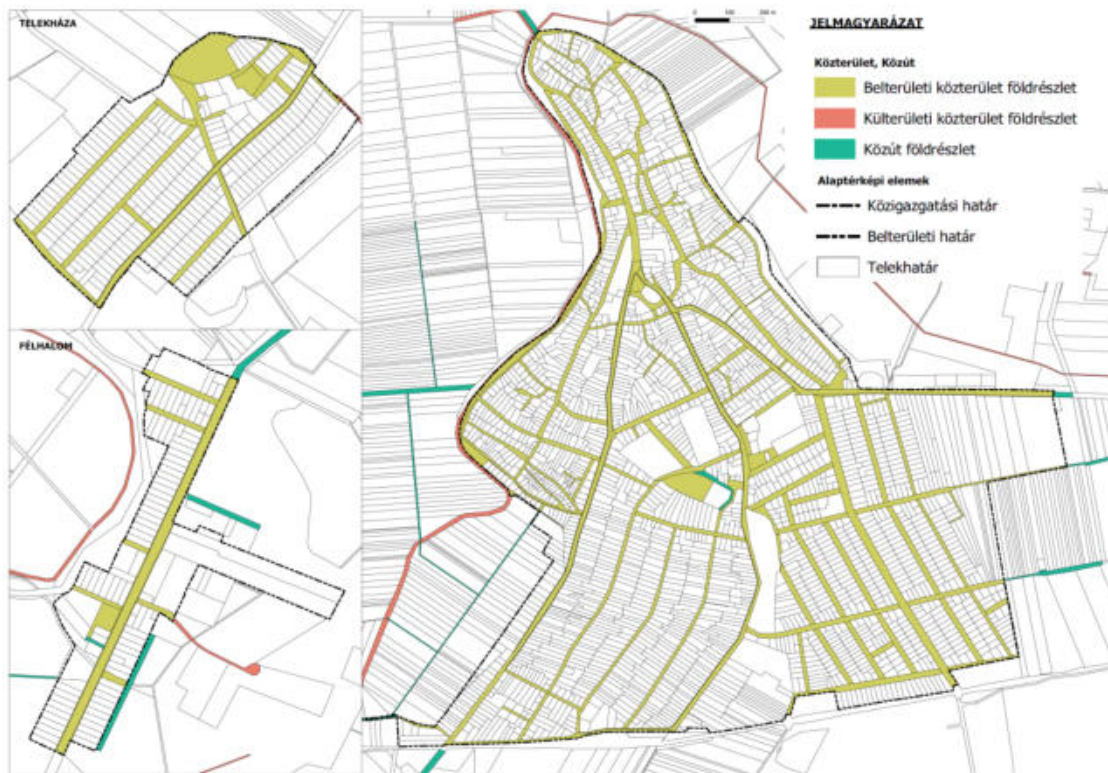 TELEKHÁZA
FÉLHALOM
JELMAGYARÁZAT
Közterület, Közút
Belterületi közterület földrészlet
Külterületi közterület földrészlet
Közút földrészlet
Alaptérképi elemek
Közigazgatási határ
Belterületi határ
Telekhatár